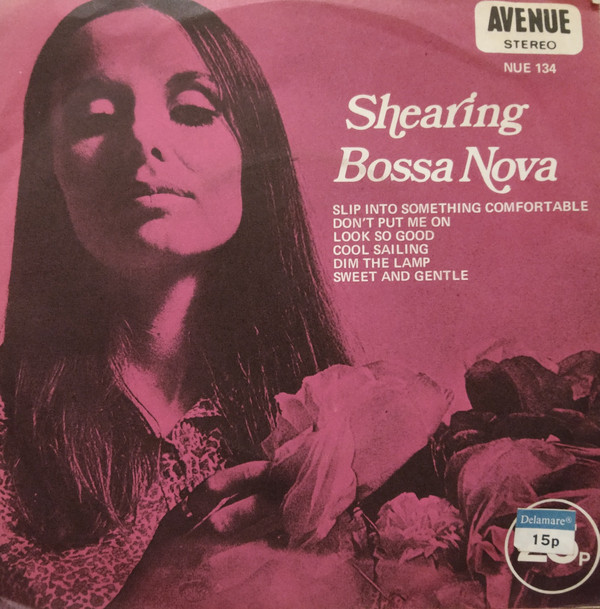 AVENUE
STEREO
NUE 134
Shearing
Bossa Nova
SLIP INTO SOMETHING COMFORTABLE
DON'T PUT ME ON
LOOK SO GOOD
COOL SAILING
DIM THE LAMP
SWEET AND GENTLE
Delamare®
15p
P